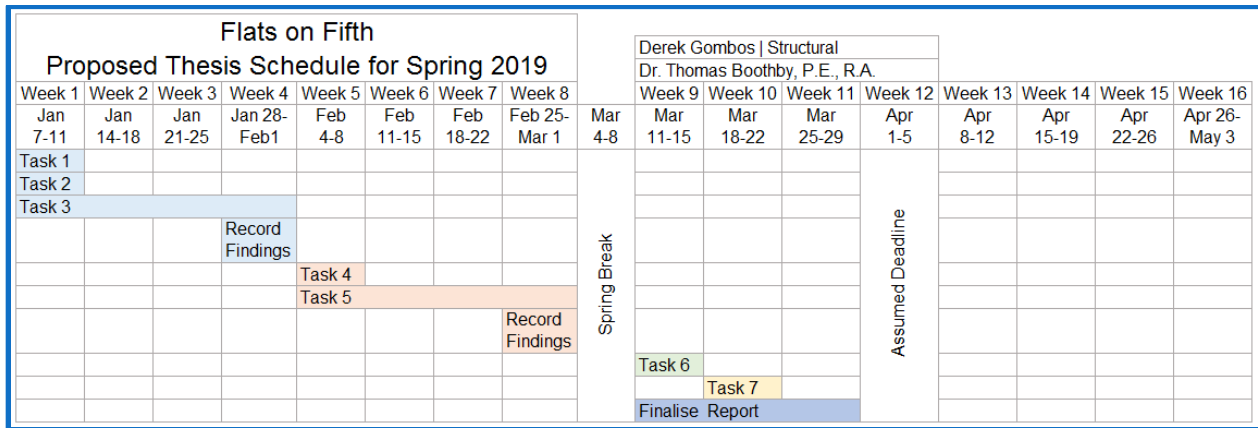 Flats on Fifth
Proposed Thesis Schedule for Spring 2019
Derek Gombos | Structural
Dr. Thomas Boothby, P.E., R.A.
Week 1 Week 2 Week 3 Week 4 Week 5 Week 6 Week 7 Week 8 Week 9 Week 10 Week 11 Week 12 Week 13 Week 14 Week 15 Week 16
Jan Jan Jan Jan 28- Feb Feb Feb Feb 25- Mar Mar Mar Mar Apr Apr Apr Apr Apr 26-
7-11 14-18 21-25 Feb1 4-8 11-15 18-22 Mar 1 4-8 11-15 18-22 25-29 1-5 8-12 15-19 22-26 May 3
Task 1
Task 2
Task 3
Record
Findings
Task 4
Task 5
Record
Findings
Spring Break
Task 6
Task 7
Finalise Report
Assumed Deadline